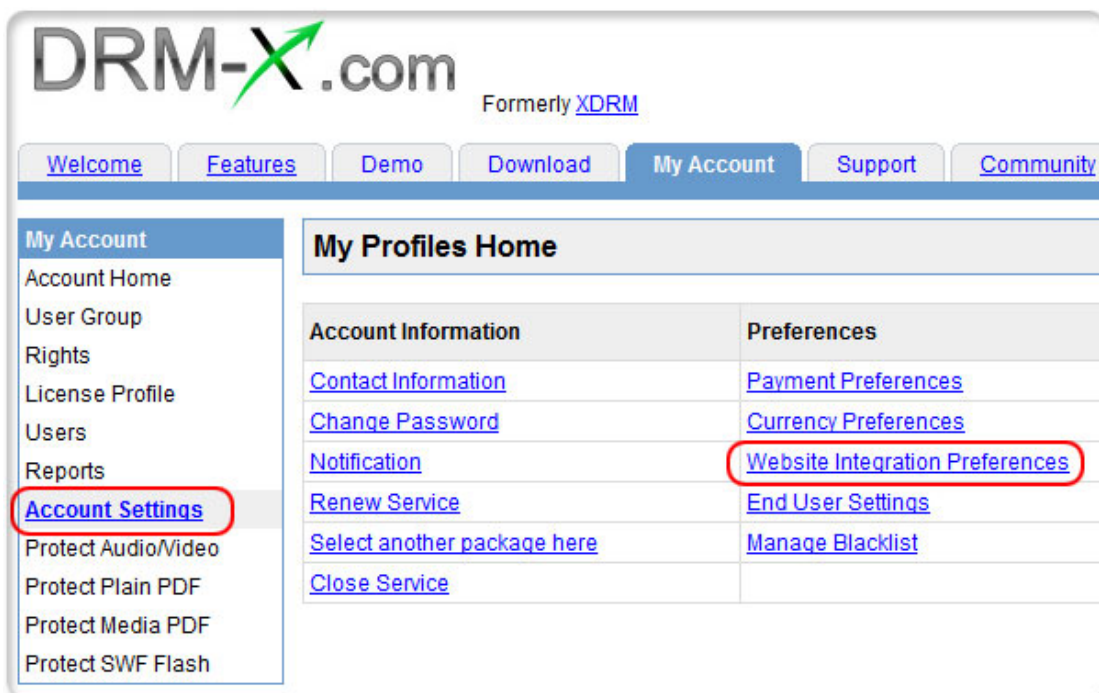 DRM-X.com
Formerly XDRM
Welcome Features Demo Download My Account Support Community
My Account
Account Home
User Group
Rights
License Profile
Users
Reports
Account Settings
Protect Audio/Video
Protect Plain PDF
Protect Media PDF
Protect SWF Flash
My Profiles Home
Account Information Preferences
Contact Information Payment Preferences
Change Password Currency Preferences
Notification Website Integration Preferences
Renew Service End User Settings
Select another package here Manage Blacklist
Close Service